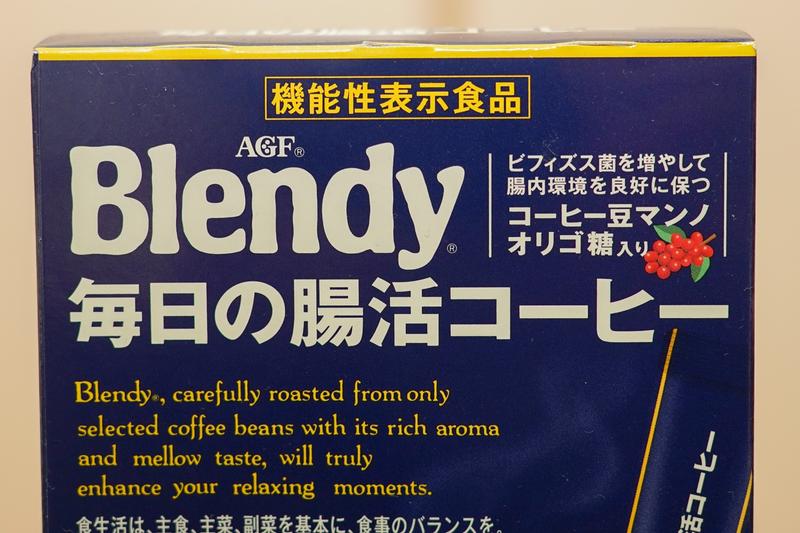 機能性表示食品
AGF®
Blendy®
ビフィズス菌を増やして
腸内環境を良好に保つ
コーヒー豆マンノ
オリゴ糖入り
毎日の腸活コーヒー
Blendy®, carefully roasted from only
selected coffee beans with its rich aroma
and mellow taste, will truly
enhance your relaxing moments.
食生活は、主食、主菜、副菜を基本に、食事のバランスを。